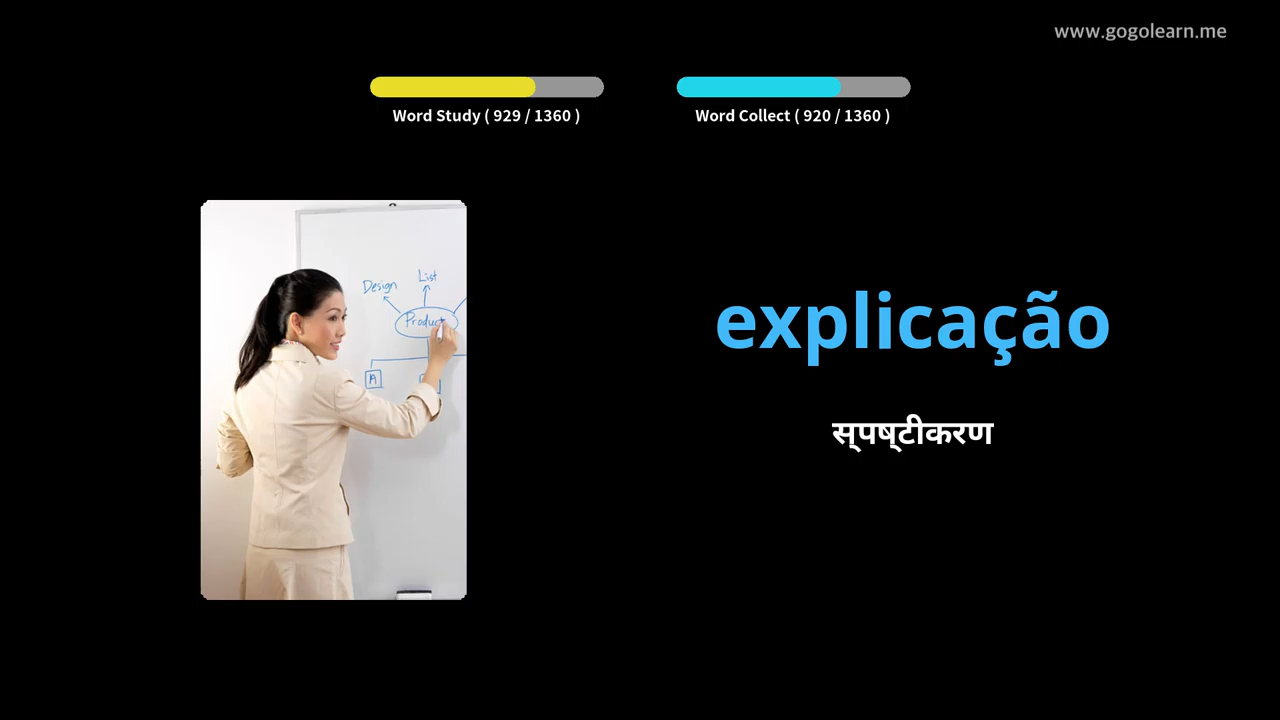 www.gogolearn.me
Word Study ( 929 / 1360 )
Word Collect ( 920 / 1360 )
Design
List
Product
A
explicação
स्पष्टीकरण